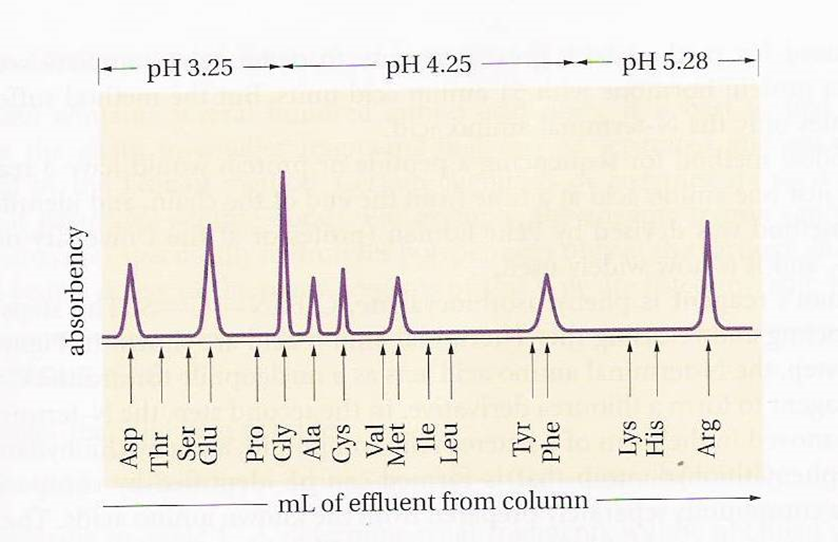 pH 3.25 pH 4.25 pH 5.28
absorbency
Asp Thr Ser Glu Pro Gly Ala Cys Val Met Ile Leu Tyr Phe Lys His Arg
mL of effluent from column